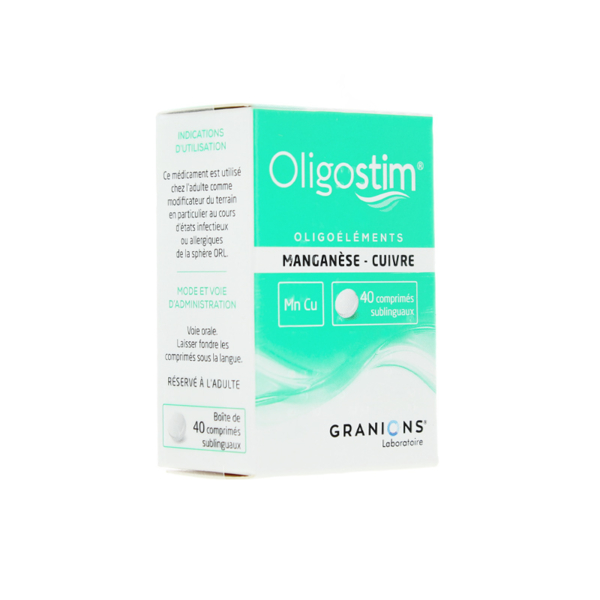 INDICATIONS
D'UTILISATION
Ce médicament est utilisé
chez l'adulte comme
modificateur du terrain
en particulier au cours
d'états infectieux
ou allergiques
de la sphère ORL.
MODE ET VOIE
D'ADMINISTRATION
Voie orale.
Laisser fondre les
comprimés sous la langue.
RÉSERVÉ À L'ADULTE
Boîte de
40 comprimés
sublinguaux
Oligostim®
OLIGOÉLÉMENTS
MANGANÈSE - CUIVRE
Mn Cu
40 comprimés
sublinguaux
GRANIONS®
Laboratoire